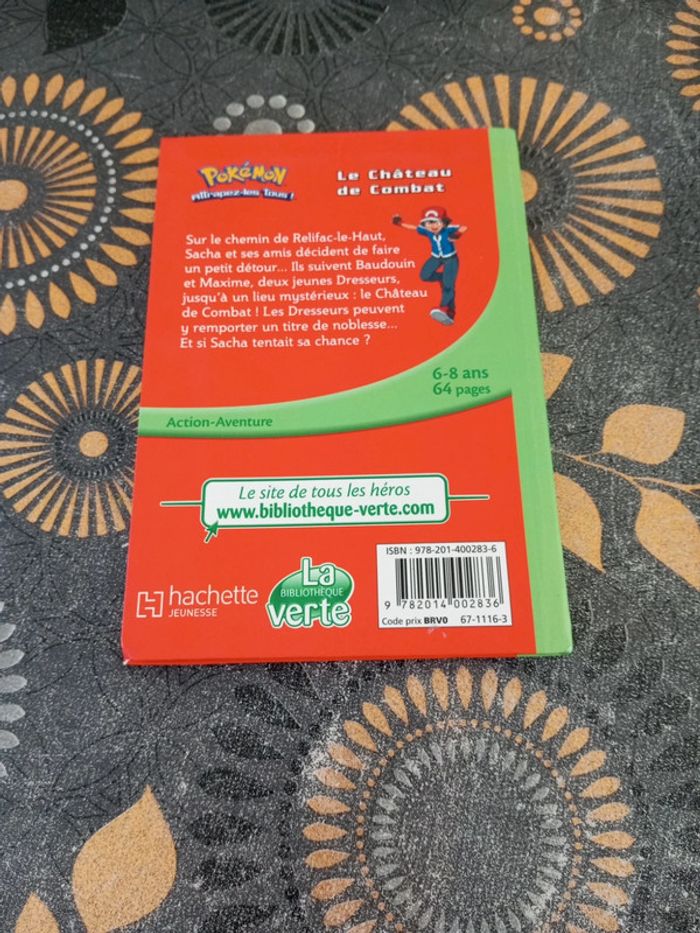 POKÉMON
Attrapez-les Tous !
Le Château
de Combat
Sur le chemin de Relifac-le-Haut,
Sacha et ses amis décident de faire
un petit détour... Ils suivent Baudouin
et Maxime, deux jeunes Dresseurs,
jusqu'à un lieu mystérieux : le Château
de Combat ! Les Dresseurs peuvent
y remporter un titre de noblesse...
Et si Sacha tentait sa chance ?
6-8 ans
64 pages
Action-Aventure
Le site de tous les héros
www.bibliotheque-verte.com
hachette
JEUNESSE
La
BIBLIOTHÈQUE
verte
ISBN : 978-201-400283-6
9 782014 002836
Code prix BRV0 67-1116-3